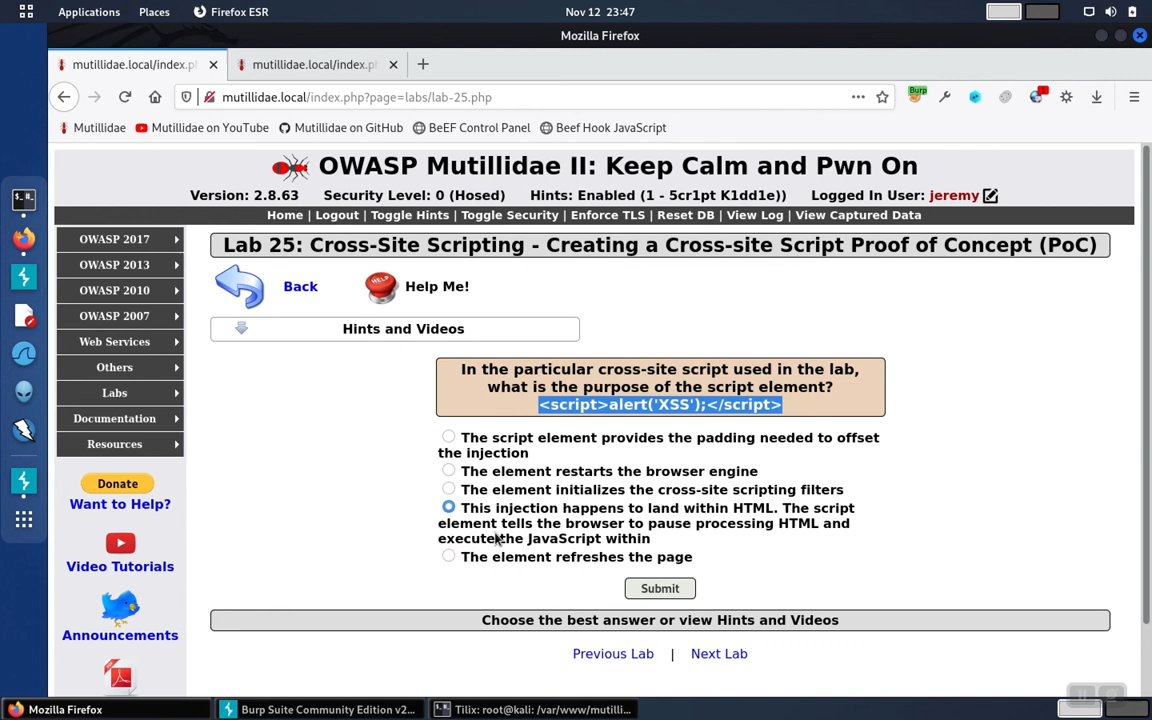 Applications Places Firefox ESR Nov 12 23:47
Mozilla Firefox
mutillidae.local/index.ph mutillidae.local/index.ph
mutillidae.local/index.php?page=labs/lab-25.php Burp
Mutillidae Mutillidae on YouTube Mutillidae on GitHub BeEF Control Panel Beef Hook JavaScript
OWASP Mutillidae II: Keep Calm and Pwn On
Version: 2.8.63 Security Level: 0 (Hosed) Hints: Enabled (1 - 5cr1pt K1dd1e)) Logged In User: jeremy
Home | Logout | Toggle Hints | Toggle Security | Enforce TLS | Reset DB | View Log | View Captured Data
OWASP 2017
OWASP 2013
OWASP 2010
OWASP 2007
Web Services
Others
Labs
Documentation
Resources
Donate
Want to Help?
Video Tutorials
Announcements
Lab 25: Cross-Site Scripting - Creating a Cross-site Script Proof of Concept (PoC)
Back HELP Help Me!
Hints and Videos
In the particular cross-site script used in the lab,
what is the purpose of the script element?
<script>alert('XSS');</script>
The script element provides the padding needed to offset
the injection
The element restarts the browser engine
The element initializes the cross-site scripting filters
This injection happens to land within HTML. The script
element tells the browser to pause processing HTML and
execute the JavaScript within
The element refreshes the page
Submit
Choose the best answer or view Hints and Videos
Previous Lab | Next Lab
Mozilla Firefox Burp Suite Community Edition v2... Tilix: root@kali: /var/www/mutilli...